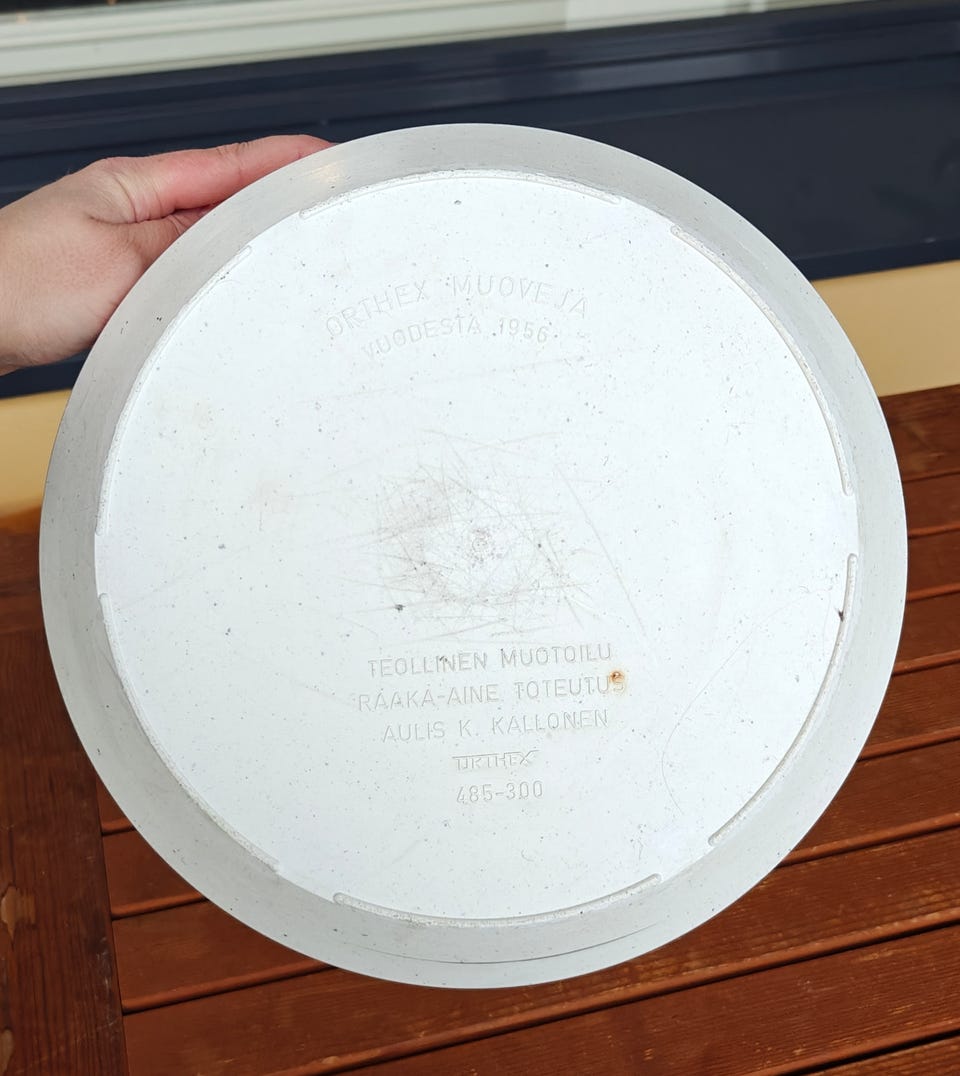 ORTHEX MUOVEJA
VUODESTA 1956
TEOLLINEN MUOTOILU
RAAKA-AINE TOTEUTUS
AULIS K. KALLONEN
ORTHEX
485-300